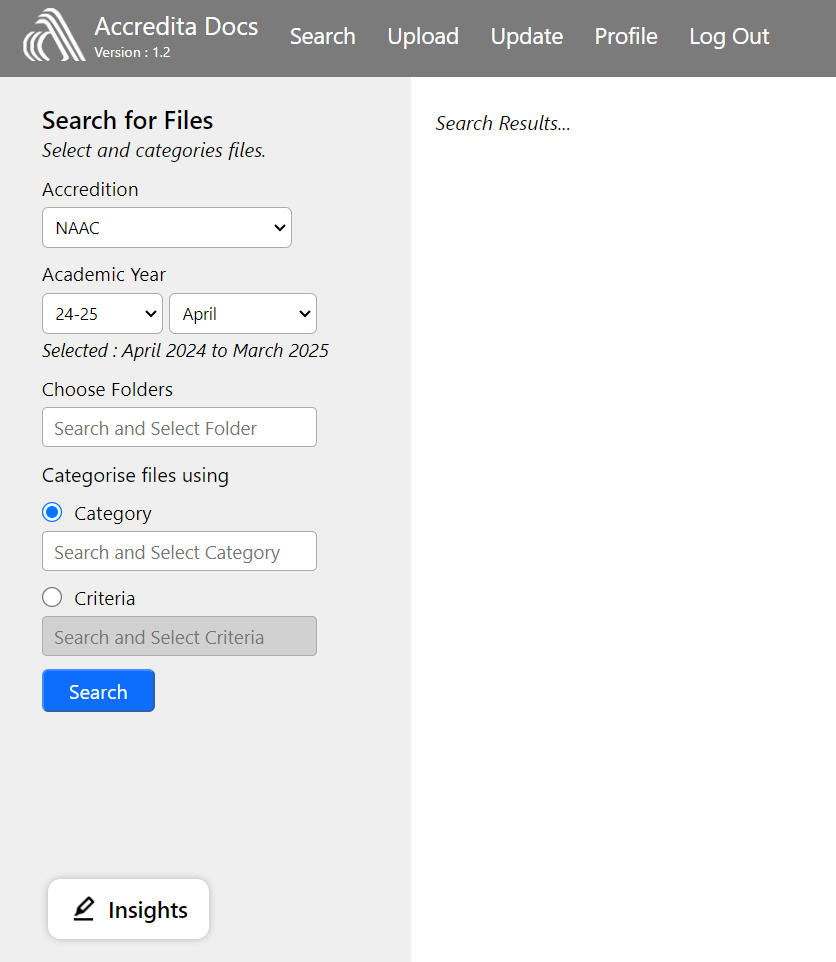 Accredita Docs
Version : 1.2
Search
Upload
Update
Profile
Log Out
Search for Files
Select and categories files.
Accredition
NAAC
Academic Year
24-25
April
Selected : April 2024 to March 2025
Choose Folders
Search and Select Folder
Categorise files using
Category
Search and Select Category
Criteria
Search and Select Criteria
Search
Insights
Search Results...